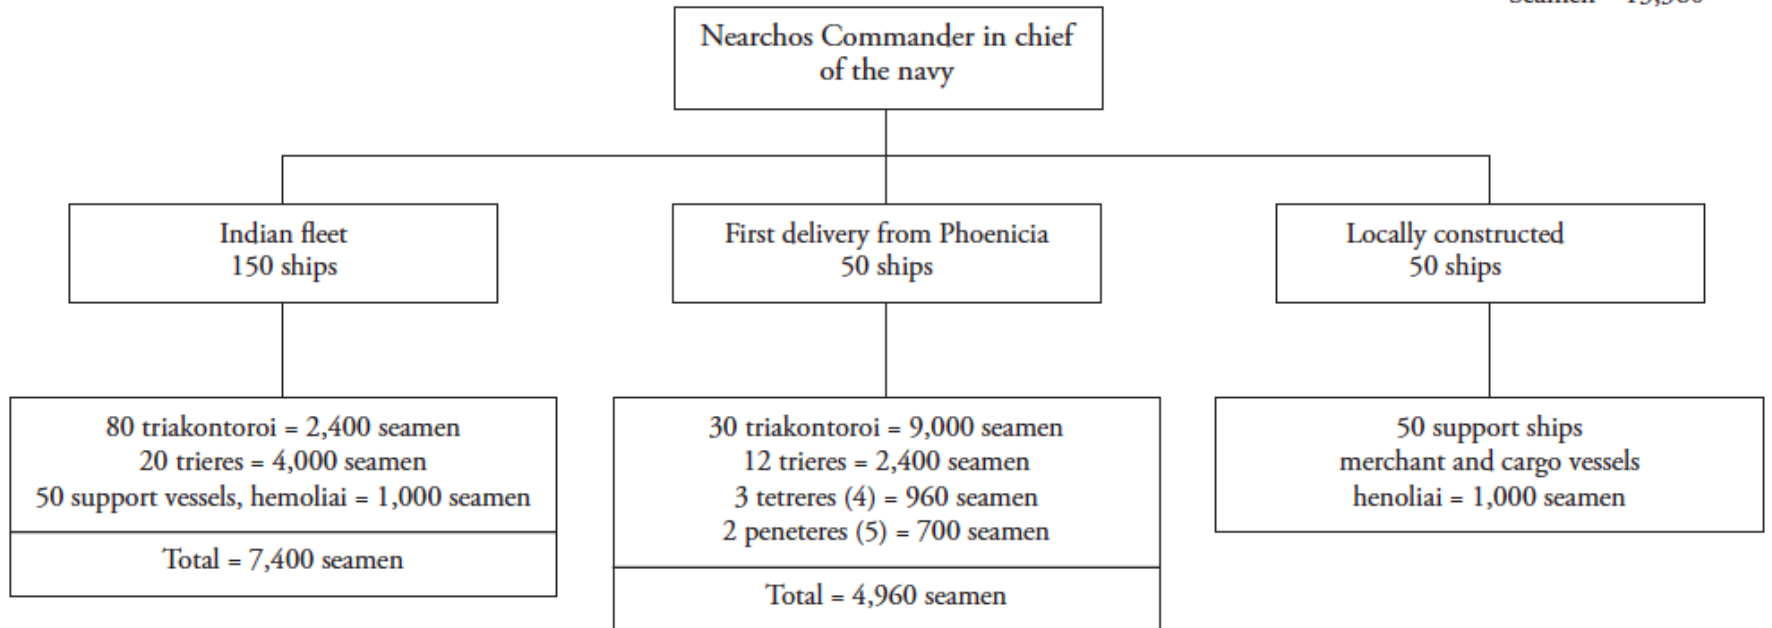 Nearchos Commander in chief
of the navy
Indian fleet
150 ships
First delivery from Phoenicia
50 ships
Locally constructed
50 ships
80 triakontoroi = 2,400 seamen
20 trieres = 4,000 seamen
50 support vessels, hemoliai = 1,000 seamen
Total = 7,400 seamen
30 triakontoroi = 9,000 seamen
12 trieres = 2,400 seamen
3 tetreres (4) = 960 seamen
2 peneteres (5) = 700 seamen
Total = 4,960 seamen
50 support ships
merchant and cargo vessels
henoliai = 1,000 seamen